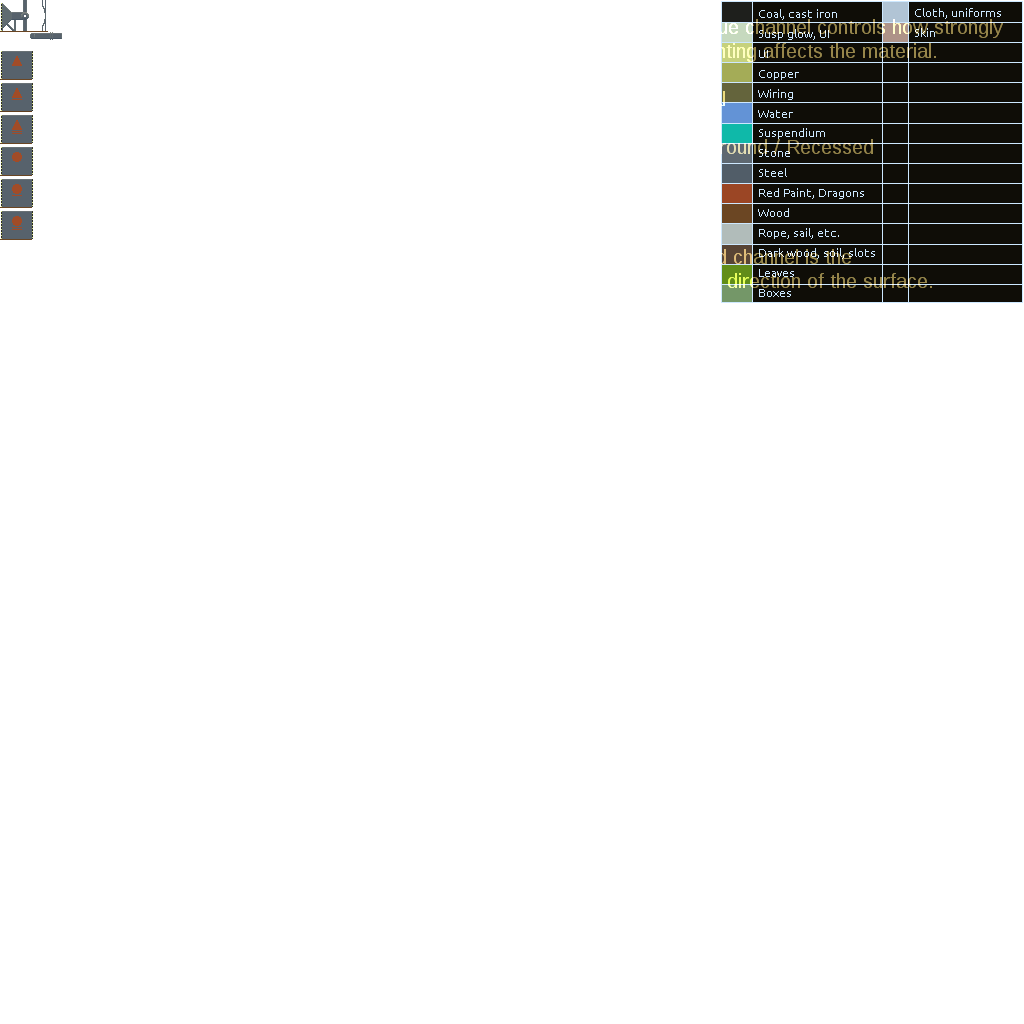 Coal, cast iron
Cloth, uniforms
ue channel controls how strongly
Susp glow, UI
Skin
UI
nting affects the material.
Copper
Wiring
Water
Suspendium
round / Recessed
Stone
Steel
Red Paint, Dragons
Wood
Rope, sail, etc.
Dark wood, soil, slots
d channel is the
Leaves
direction of the surface.
Boxes